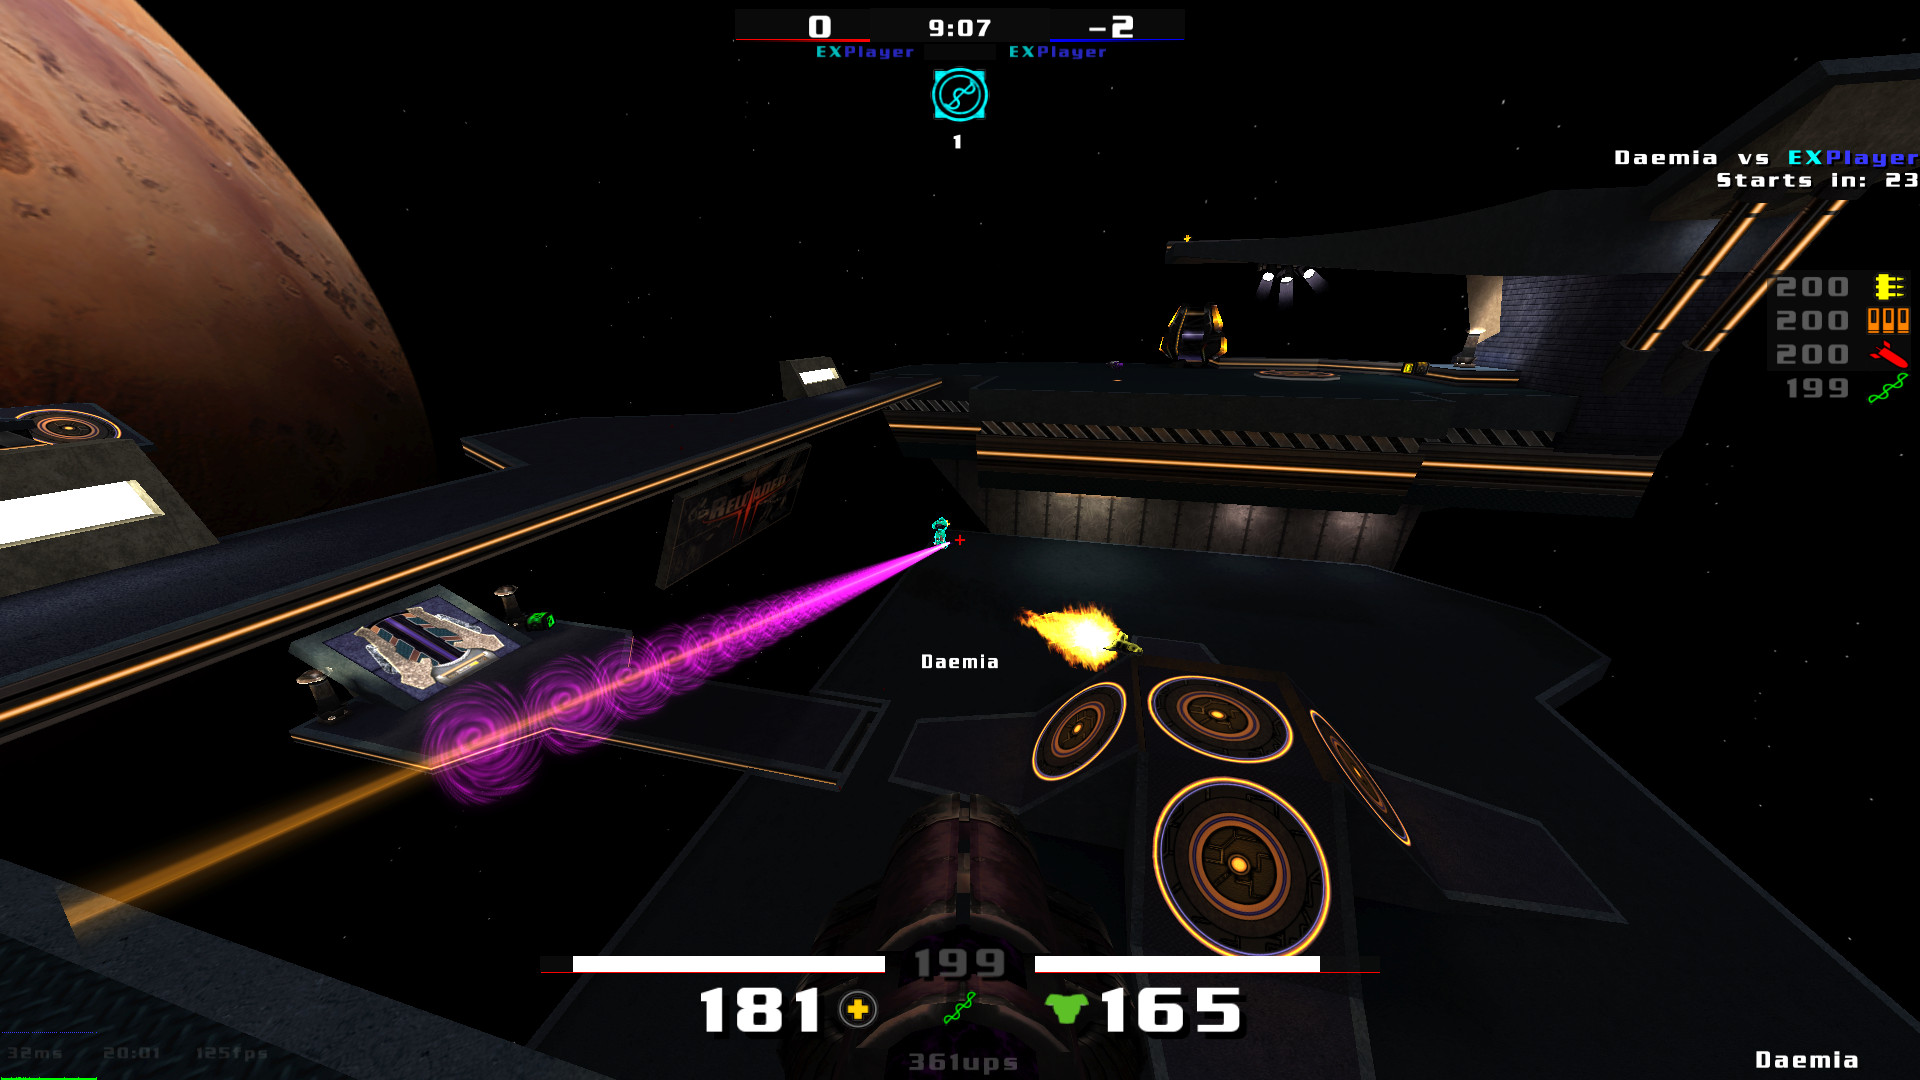 0 9:07 -2
EXPlayer EXPlayer
1
Daemia vs EXPlayer
Starts in: 23
200
200
200
199
RELOADED
Daemia
199
181 165
361ups
32ms 20:01 125fps
Daemia